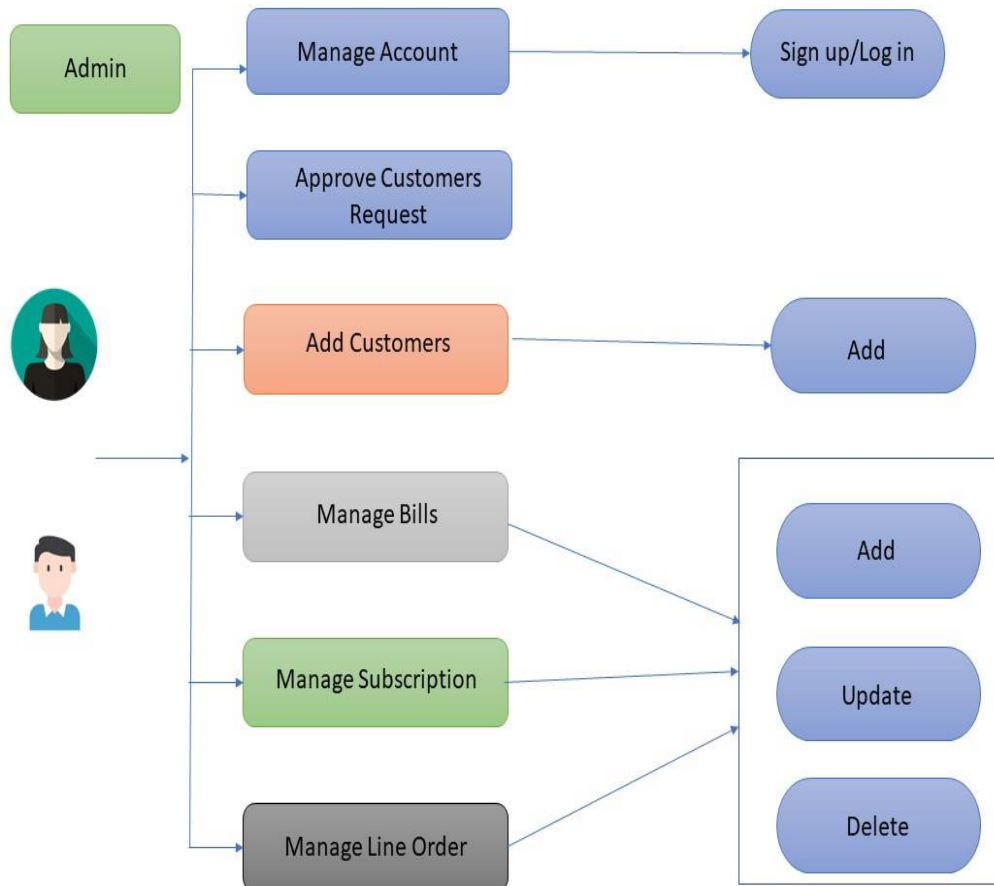 Admin
Manage Account
Sign up/Log in
Approve Customers
Request
Add Customers
Add
Manage Bills
Add
Manage Subscription
Update
Manage Line Order
Delete